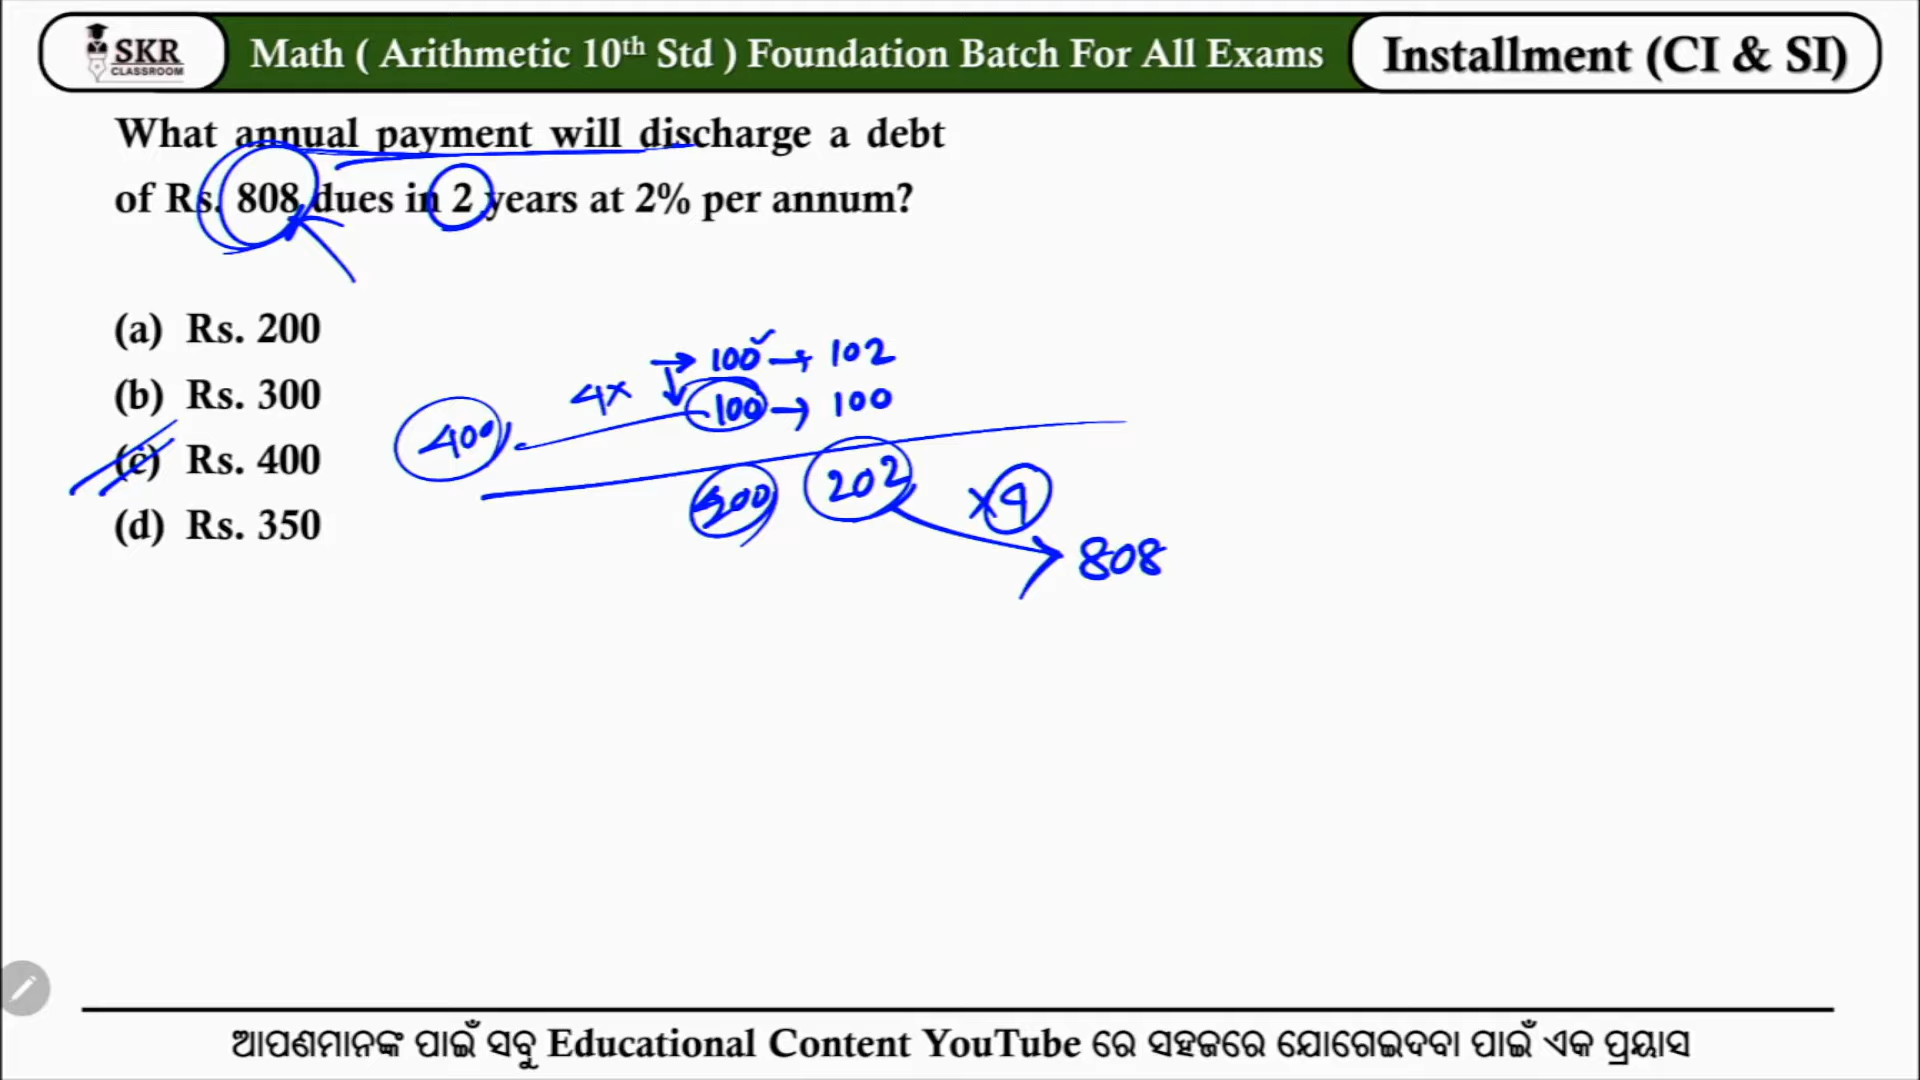 SKR
CLASSROOM
Math ( Arithmetic 10th Std ) Foundation Batch For All Exams
Installment (CI & SI)
What annual payment will discharge a debt
of Rs. 808 dues in 2 years at 2% per annum?
(a) Rs. 200
(b) Rs. 300
(c) Rs. 400
(d) Rs. 350
100 → 102
4x
100 → 100
400
200 202 x4
808
ଆପଣମାନଙ୍କ ପାଇଁ ସବୁ Educational Content YouTube ରେ ସହଜରେ ଯୋଗେଇଦବା ପାଇଁ ଏକ ପ୍ରୟାସ